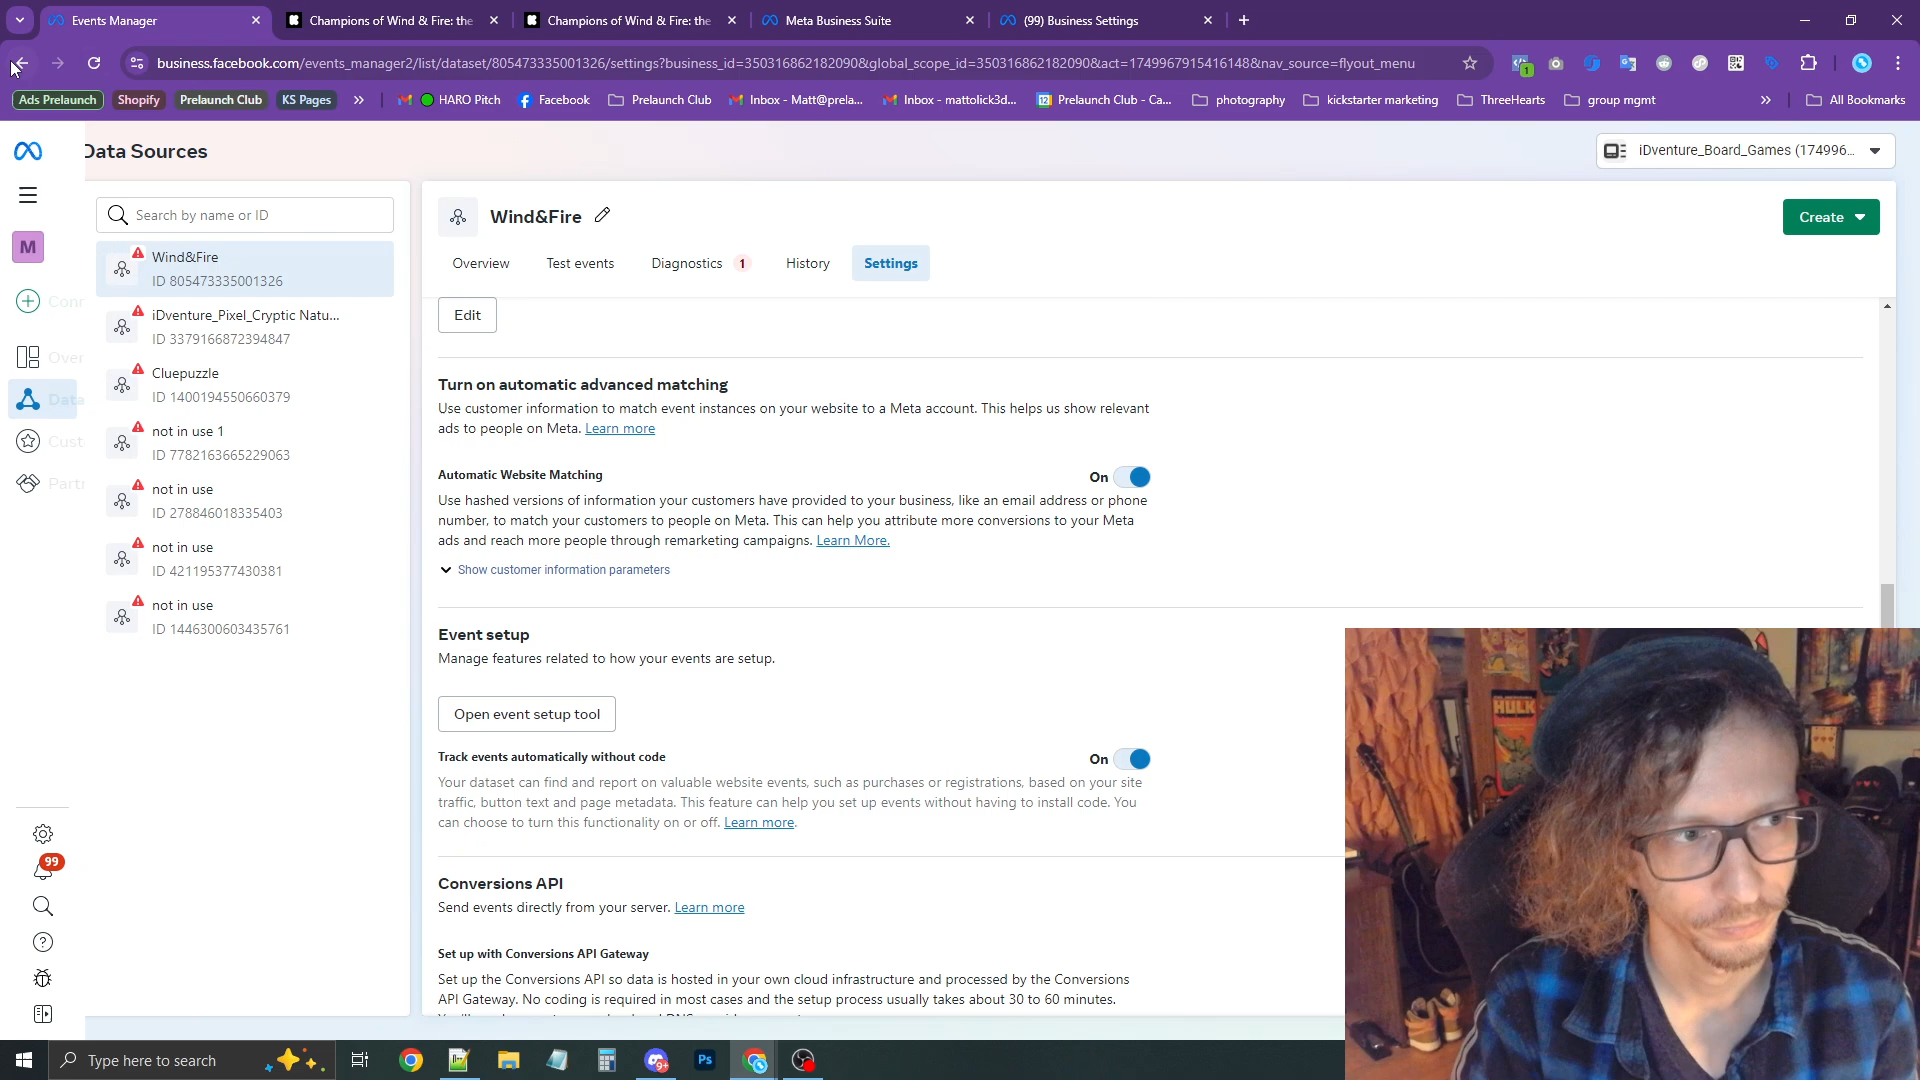 Events Manager
Champions of Wind & Fire: the
Champions of Wind & Fire: the
Meta Business Suite
(99) Business Settings
business.facebook.com/events_manager2/list/dataset/805473335001326/settings?business_id=350316862182090&global_scope_id=350316862182090&act=1749967915416148&nav_source=flyout_menu
1
Ads Prelaunch
Shopify
Prelaunch Club
KS Pages
HARO Pitch
Facebook
Prelaunch Club
Inbox - Matt@prela...
Inbox - mattolick3d...
Prelaunch Club - Ca...
photography
kickstarter marketing
ThreeHearts
group mgmt
All Bookmarks
Data Sources
iDventure_Board_Games (174996...
M
Conn
Over
Data
Cust
Partn
99
Search by name or ID
Wind&Fire
ID 805473335001326
iDventure_Pixel_Cryptic Natu...
ID 3379166872394847
Cluepuzzle
ID 1400194550660379
not in use 1
ID 7782163665229063
not in use
ID 278846018335403
not in use
ID 421195377430381
not in use
ID 1446300603435761
Wind&Fire
Create
Overview
Test events
Diagnostics 1
History
Settings
Edit
Turn on automatic advanced matching
Use customer information to match event instances on your website to a Meta account. This helps us show relevant
ads to people on Meta. Learn more
Automatic Website Matching
On
Use hashed versions of information your customers have provided to your business, like an email address or phone
number, to match your customers to people on Meta. This can help you attribute more conversions to your Meta
ads and reach more people through remarketing campaigns. Learn More.
Show customer information parameters
Event setup
Manage features related to how your events are setup.
Open event setup tool
Track events automatically without code
On
Your dataset can find and report on valuable website events, such as purchases or registrations, based on your site
traffic, button text and page metadata. This feature can help you set up events without having to install code. You
can choose to turn this functionality on or off. Learn more.
Conversions API
Send events directly from your server. Learn more
Set up with Conversions API Gateway
Set up the Conversions API so data is hosted in your own cloud infrastructure and processed by the Conversions
API Gateway. No coding is required in most cases and the setup process usually takes about 30 to 60 minutes.
HULK
Type here to search
9+
Ps